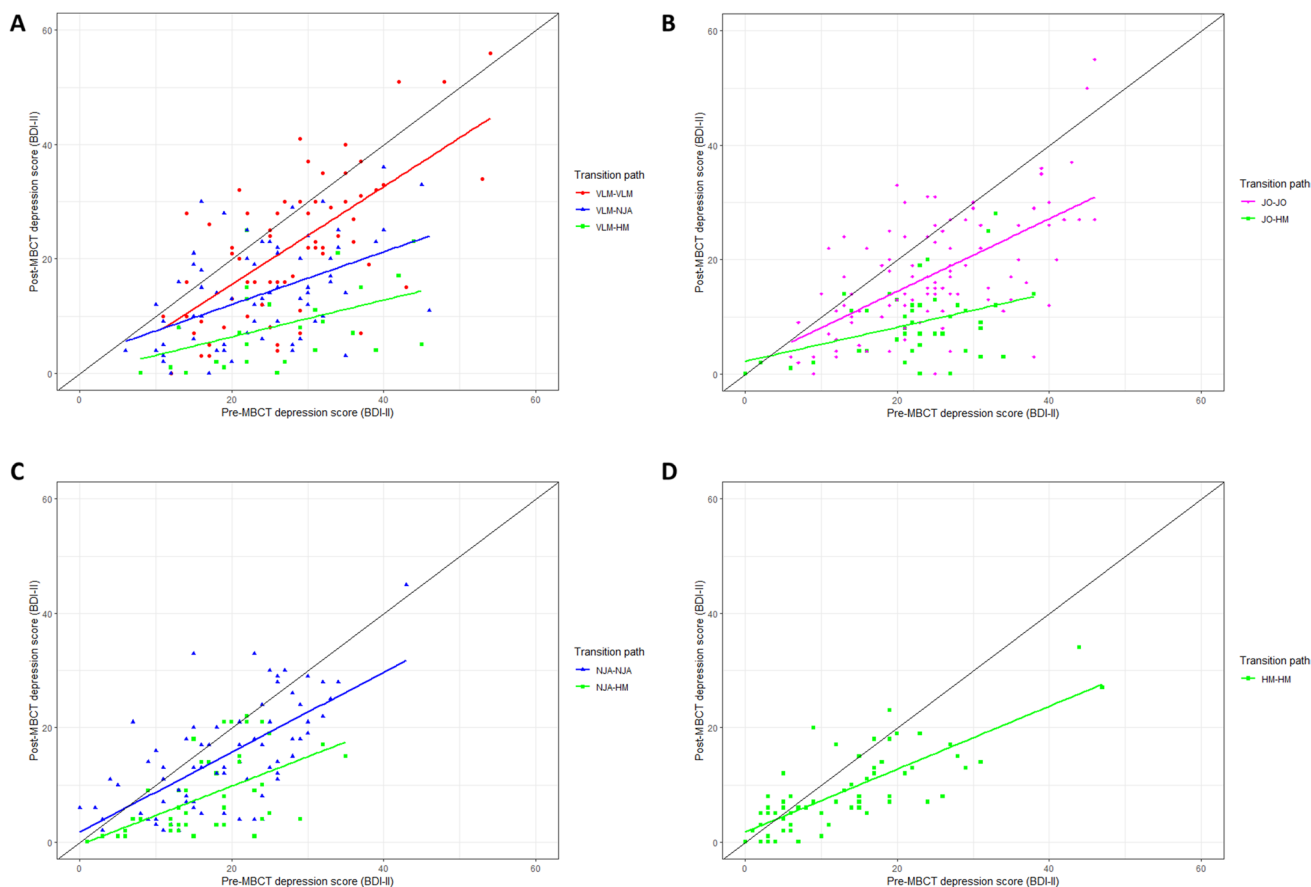 A
60
40
20
0
Post-MBCT depression score (BDI-II)
0
20
40
60
Pre-MBCT depression score (BDI-II)
Transition path
VLM-VLM
VLM-NJA
VLM-HM
B
60
40
20
0
Post-MBCT depression score (BDI-II)
0
20
40
60
Pre-MBCT depression score (BDI-II)
Transition path
JO-JO
JO-HM
C
60
40
20
0
Post-MBCT depression score (BDI-II)
0
20
40
60
Pre-MBCT depression score (BDI-II)
Transition path
NJA-NJA
NJA-HM
D
60
40
20
0
Post-MBCT depression score (BDI-II)
0
20
40
60
Pre-MBCT depression score (BDI-II)
Transition path
HM-HM